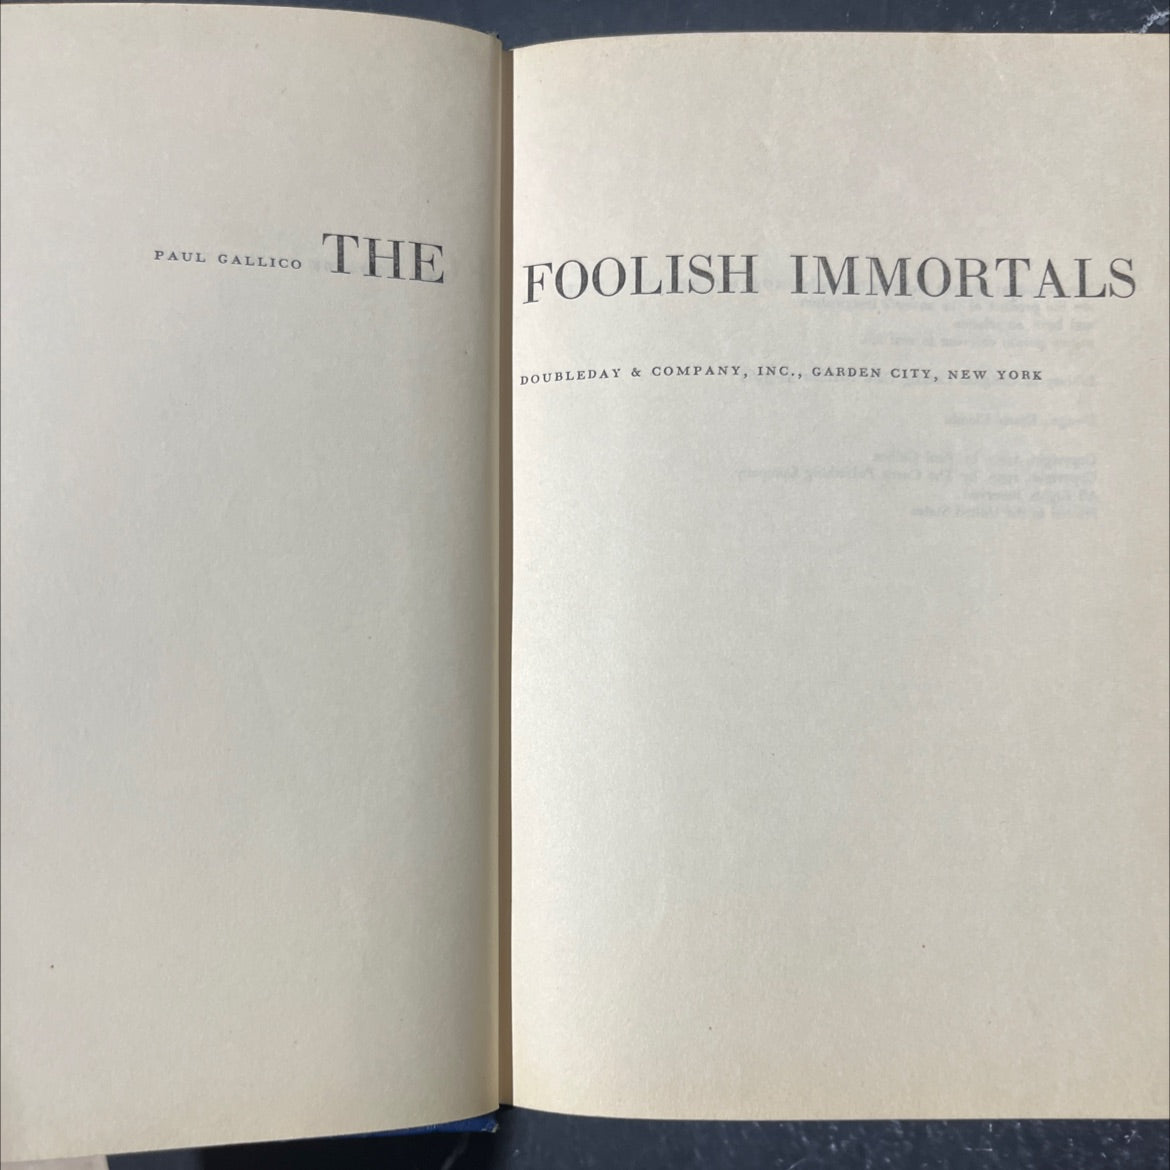 PAUL GALLICO THE FOOLISH IMMORTALS
DOUBLEDAY & COMPANY, INC., GARDEN CITY, NEW YORK